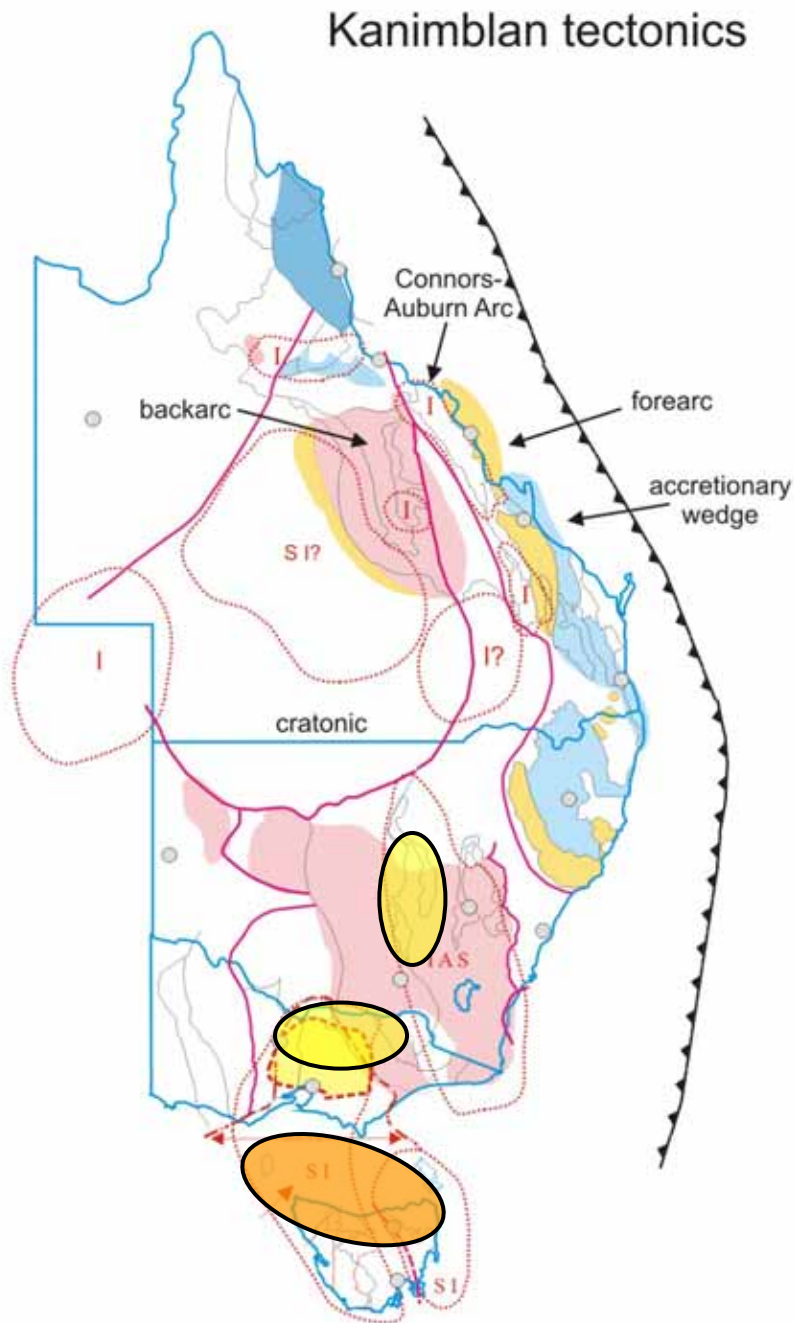 Kanimblan tectonics
Connors-
Auburn Arc
I
backarc
I
forearc
accretionary
wedge
I
S I?
I
I
I?
cratonic
A S
S I
S I